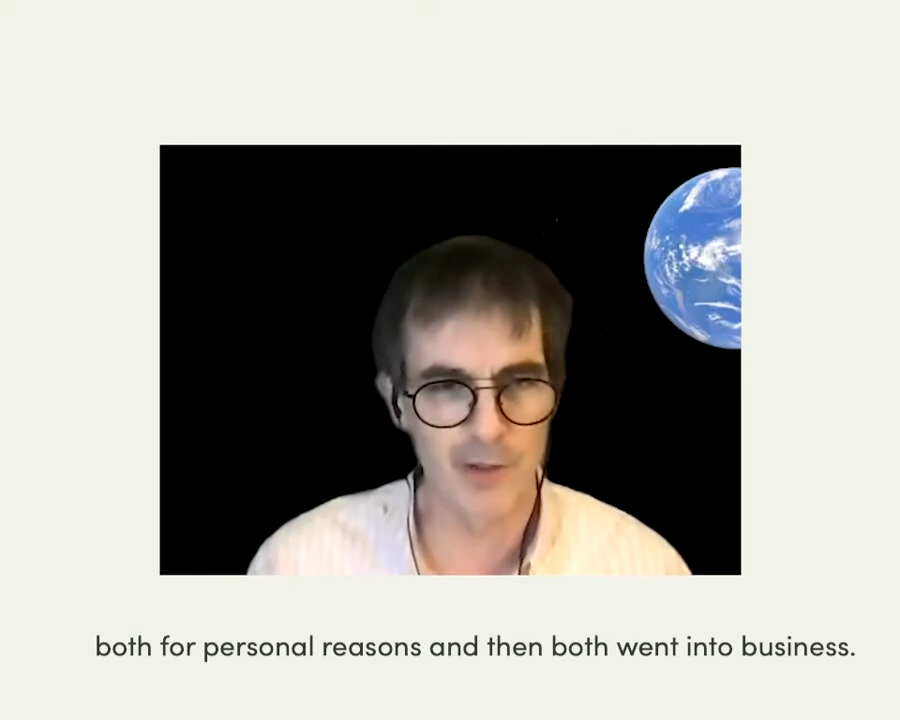 both for personal reasons and then both went into business.